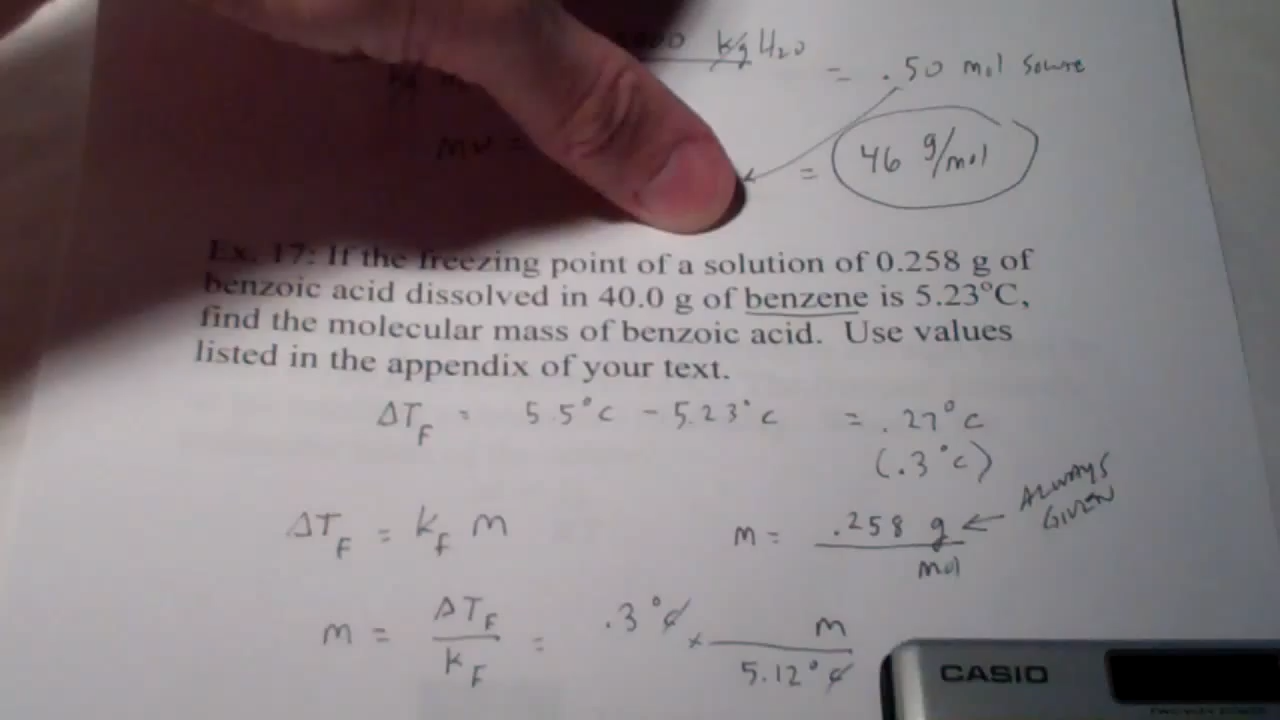 kg H2O
= .50 mol solute
mw =
= 46 g/mol
Ex. 17: If the freezing point of a solution of 0.258 g of
benzoic acid dissolved in 40.0 g of benzene is 5.23°C,
find the molecular mass of benzoic acid. Use values
listed in the appendix of your text.
ΔTF = 5.5°C - 5.23°C = .27°C
(.3°C)
ALWAYS
GIVEN
ΔTF = kF m
m = .258 g ←
mol
m = ΔTF / kF = .3°C × m / 5.12°C
CASIO